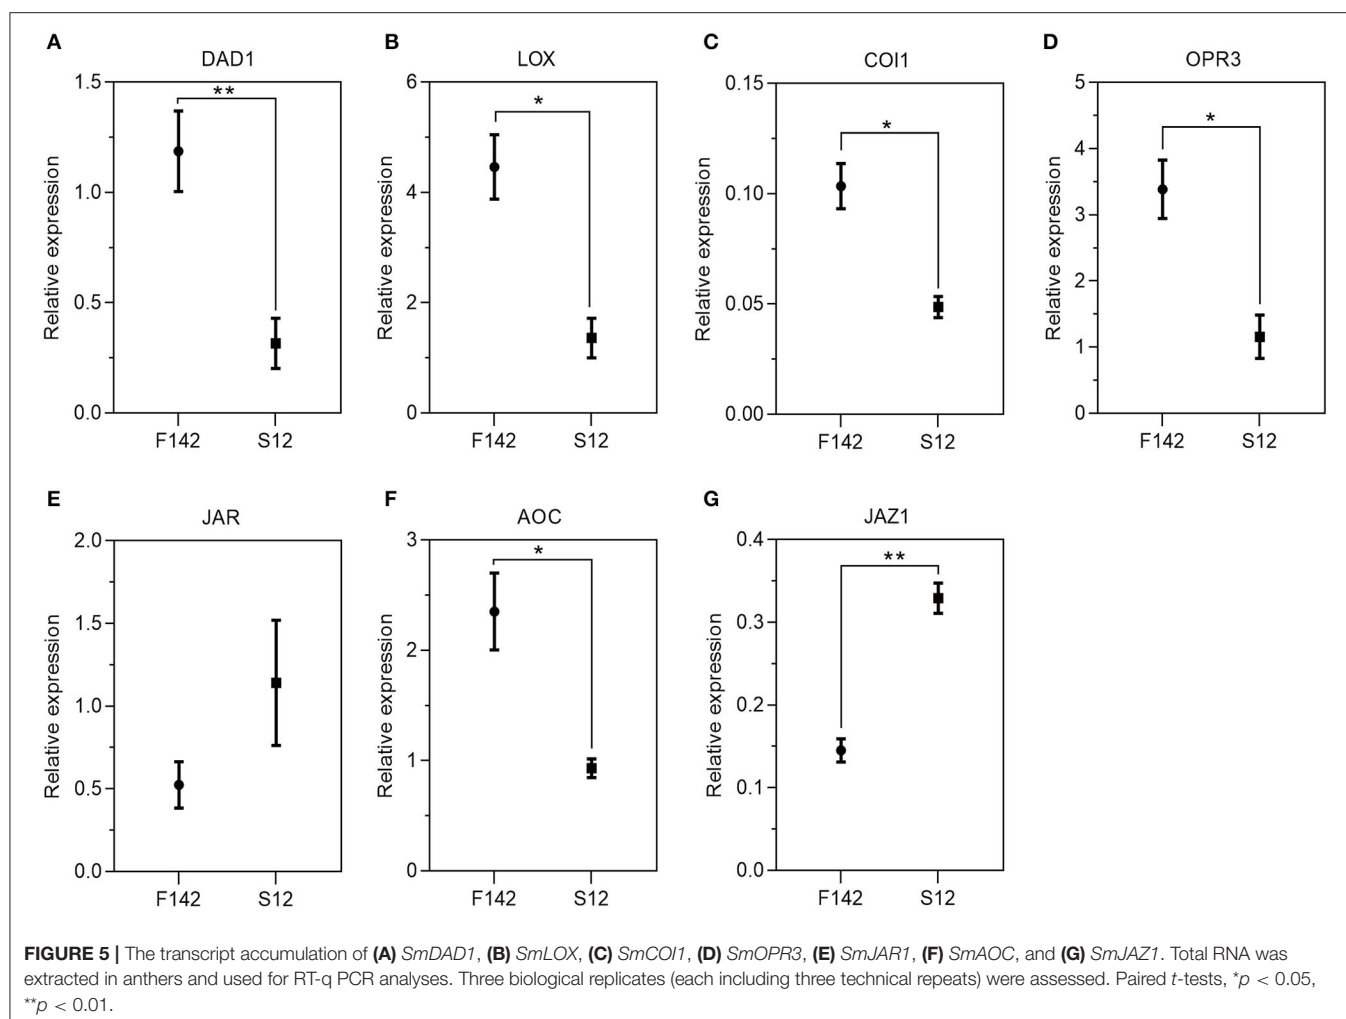 A
DAD1
Relative expression
1.5
1.0
0.5
0.0
**
F142 S12
B
LOX
Relative expression
6
4
2
0
*
F142 S12
C
COI1
Relative expression
0.15
0.10
0.05
0.00
*
F142 S12
D
OPR3
Relative expression
5
4
3
2
1
0
*
F142 S12
E
JAR
Relative expression
2.0
1.5
1.0
0.5
0.0
F142 S12
F
AOC
Relative expression
3
2
1
0
*
F142 S12
G
JAZ1
Relative expression
0.4
0.3
0.2
0.1
0.0
**
F142 S12
FIGURE 5 | The transcript accumulation of (A) SmDAD1, (B) SmLOX, (C) SmCOI1, (D) SmOPR3, (E) SmJAR1, (F) SmAOC, and (G) SmJAZ1. Total RNA was
extracted in anthers and used for RT-q PCR analyses. Three biological replicates (each including three technical repeats) were assessed. Paired t-tests, *p < 0.05,
**p < 0.01.